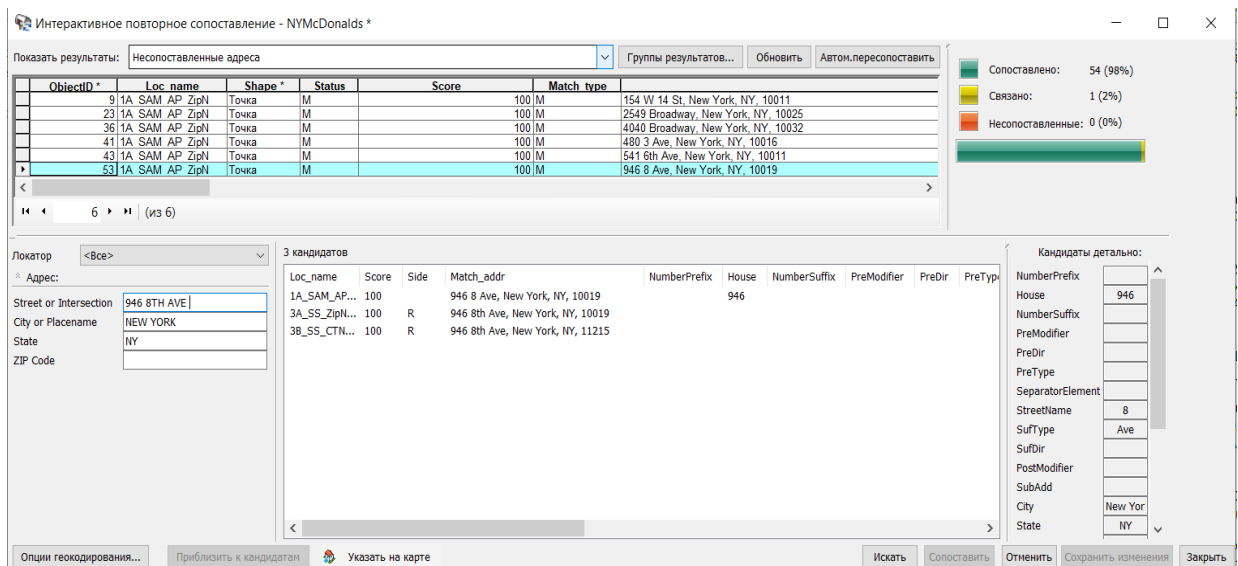 Интерактивное повторное сопоставление - NYMcDonalds *
Показать результаты: Несопоставленные адреса Группы результатов... Обновить Автом.пересопоставить
ObjectID * Loc_name Shape * Status Score Match_type
9 1A_SAM_AP_ZipN Точка M 100 M 154 W 14 St, New York, NY, 10011
23 1A_SAM_AP_ZipN Точка M 100 M 2549 Broadway, New York, NY, 10025
36 1A_SAM_AP_ZipN Точка M 100 M 4040 Broadway, New York, NY, 10032
41 1A_SAM_AP_ZipN Точка M 100 M 480 3 Ave, New York, NY, 10016
43 1A_SAM_AP_ZipN Точка M 100 M 541 6th Ave, New York, NY, 10011
53 1A_SAM_AP_ZipN Точка M 100 M 946 8 Ave, New York, NY, 10019
6 (из 6)
Сопоставлено: 54 (98%)
Связано: 1 (2%)
Несопоставленные: 0 (0%)
Локатор <Все>
Адрес:
Street or Intersection 946 8TH AVE
City or Placename NEW YORK
State NY
ZIP Code
3 кандидатов
Loc_name Score Side Match_addr NumberPrefix House NumberSuffix PreModifier PreDir PreType
1A_SAM_AP... 100 946 8 Ave, New York, NY, 10019 946
3A_SS_ZipN... 100 R 946 8th Ave, New York, NY, 10019
3B_SS_CTN... 100 R 946 8th Ave, New York, NY, 11215
Кандидаты детально:
NumberPrefix
House 946
NumberSuffix
PreModifier
PreDir
PreType
SeparatorElement
StreetName 8
SufType Ave
SufDir
PostModifier
SubAdd
City New Yor
State NY
Опции геокодирования... Приблизить к кандидатам Указать на карте Искать Сопоставить Отменить Сохранить изменения Закрыть